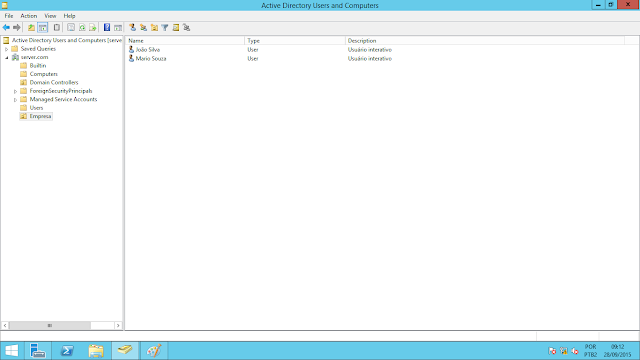 Active Directory Users and Computers
File Action View Help
Active Directory Users and Computers [serve
Saved Queries
server.com
Builtin
Computers
Domain Controllers
ForeignSecurityPrincipals
Managed Service Accounts
Users
Empresa
Name Type Description
João Silva User Usuário interativo
Mario Souza User Usuário interativo
POR 09:12
PTB2 28/09/2015